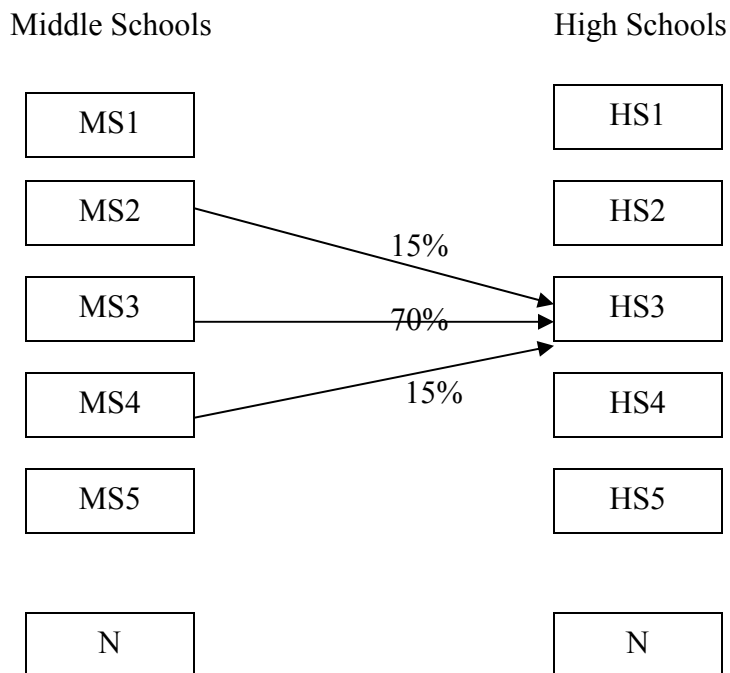 Middle Schools High Schools
MS1 HS1
MS2 HS2
15%
MS3 70% HS3
15%
MS4 HS4
MS5 HS5
N N